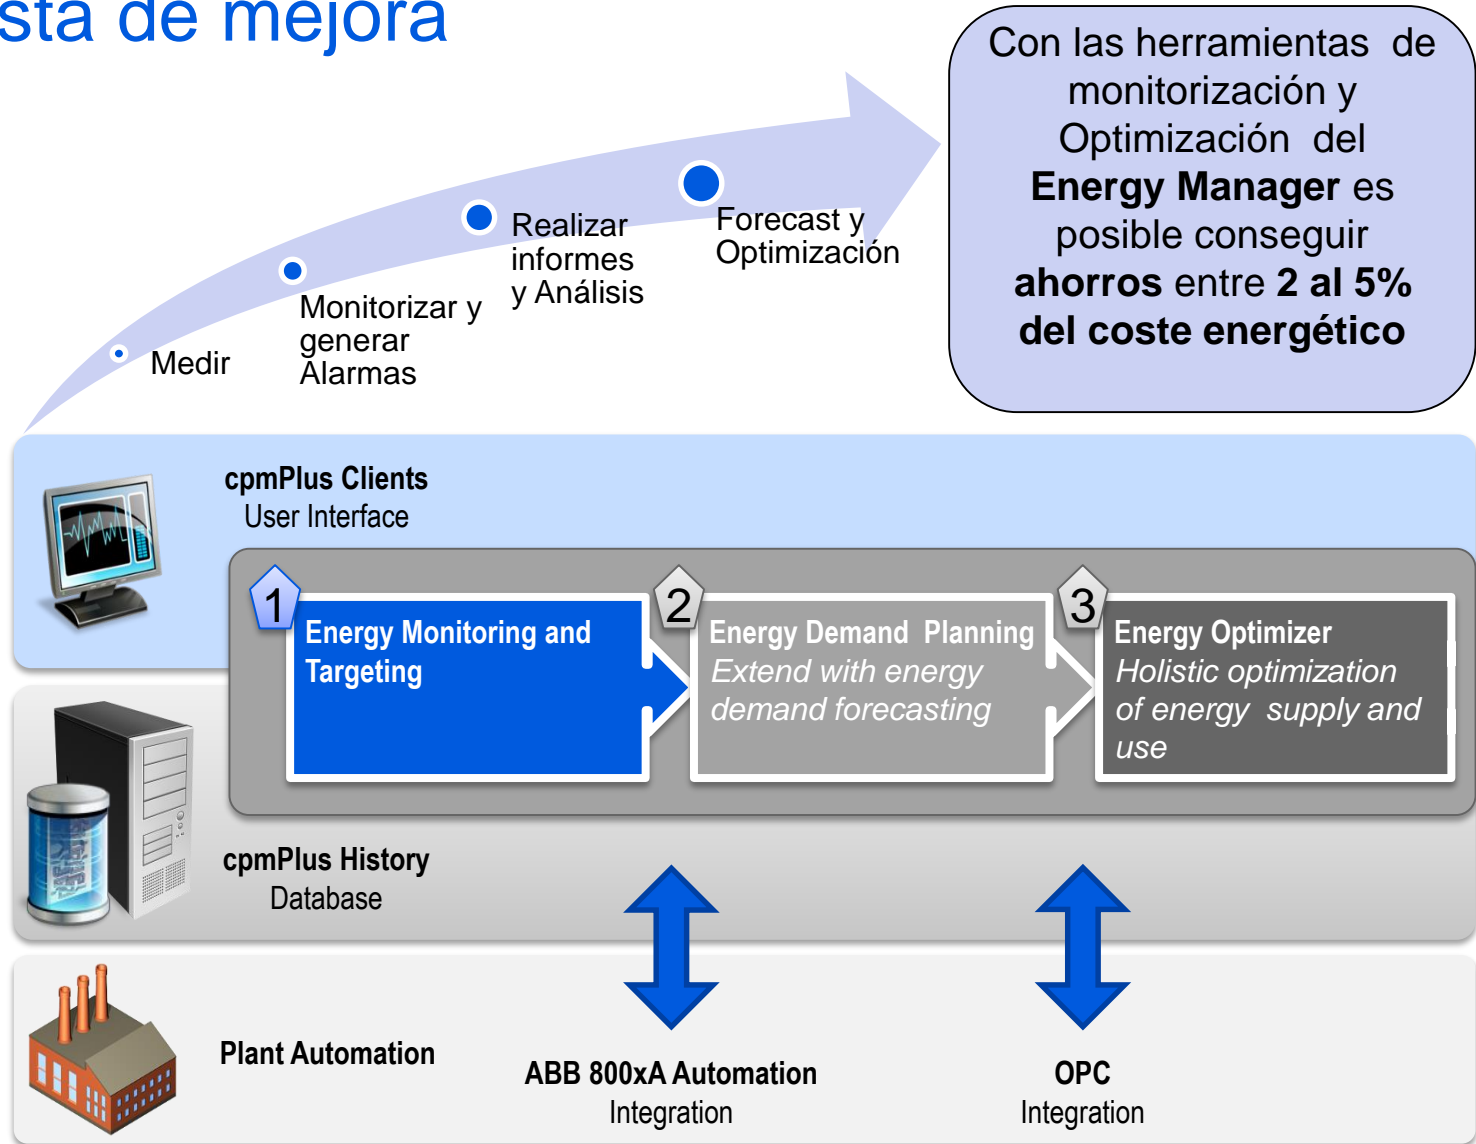 sta de mejora
Con las herramientas de
monitorización y
Optimización del
Energy Manager es
posible conseguir
ahorros entre 2 al 5%
del coste energético
Medir
Monitorizar y
generar
Alarmas
Realizar
informes
y Análisis
Forecast y
Optimización
cpmPlus Clients
User Interface
1
Energy Monitoring and
Targeting
2
Energy Demand Planning
Extend with energy
demand forecasting
3
Energy Optimizer
Holistic optimization
of energy supply and
use
cpmPlus History
Database
Plant Automation
ABB 800xA Automation
Integration
OPC
Integration